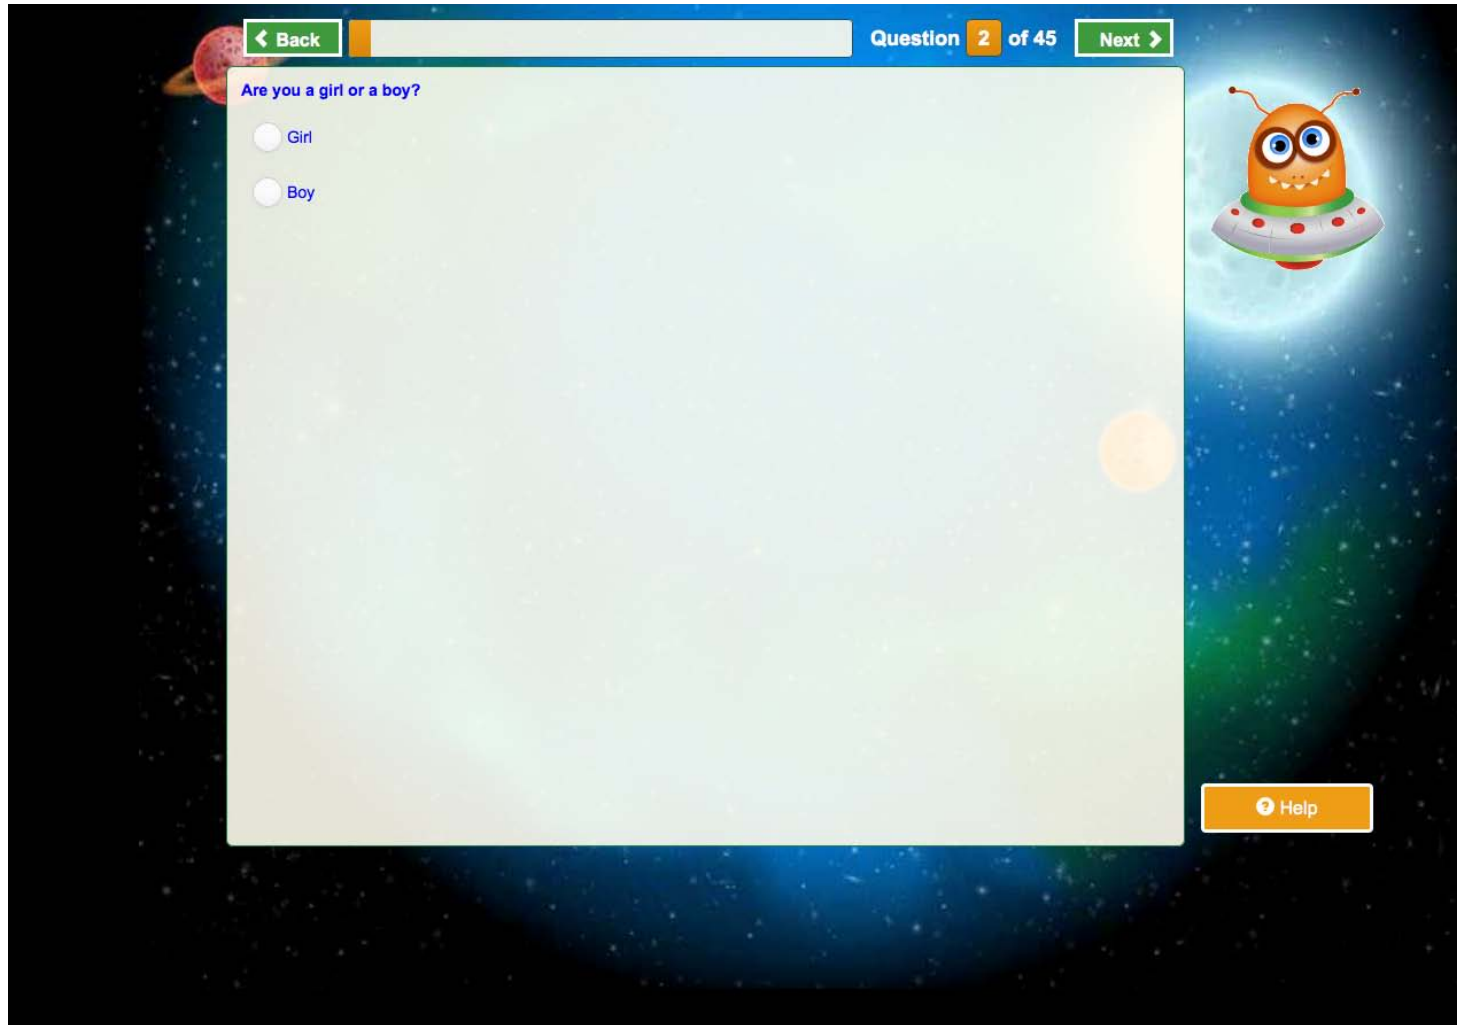 Back
Question 2 of 45
Next
Are you a girl or a boy?
Girl
Boy
Help